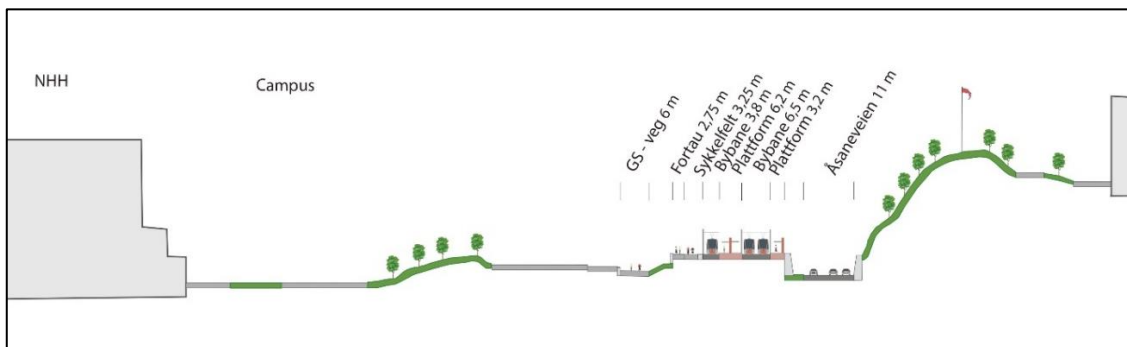 NHH
Campus
GS - veg 6 m
Fortau 2,75 m
Sykkelfelt 3,25 m
Bybane 3,8 m
Plattform 6,2 m
Bybane 6,5 m
Plattform 3,2 m
Åsaneveien 11 m